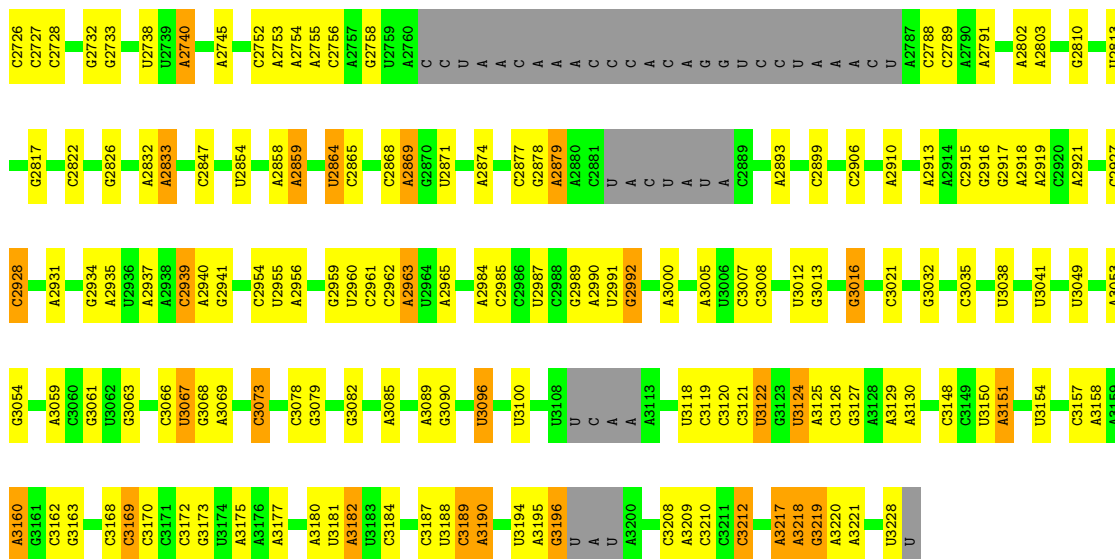 C2726 C2727 C2728 G2732 G2733 U2738 U2739 A2740 A2745 C2752 A2753 A2754 A2755 C2756 A2757 G2758 U2759 A2760 C C U A A C A A A C C C A C A G G U C C U A A A C U A2787 C2788 C2789 A2790 A2791 A2802 A2803 G2810 U2813
G2817 C2822 G2826 A2832 A2833 C2847 U2854 A2858 A2859 U2864 C2865 C2868 A2869 G2870 U2871 A2874 C2877 G2878 A2879 A2880 C2881 U A C U A U A C2889 A2893 C2899 C2906 A2910 A2913 A2914 C2915 G2916 G2917 A2918 A2919 C2920 A2921 C2927
C2928 A2931 G2934 A2935 U2936 A2937 A2938 C2939 A2940 G2941 C2954 U2955 A2956 G2959 U2960 C2961 C2962 A2963 U2964 A2965 A2984 C2985 C2986 U2987 C2988 G2989 A2990 U2991 G2992 A3000 A3005 U3006 C3007 C3008 U3012 G3013 G3016 C3021 G3032 C3035 U3038 U3041 U3049 A3053
G3054 A3059 C3060 G3061 U3062 G3063 C3066 U3067 G3068 A3069 C3073 C3078 G3079 G3082 A3085 A3089 G3090 U3096 U3100 U3108 U C A A A3113 U3118 C3119 C3120 C3121 U3122 G3123 U3124 A3125 C3126 G3127 A3128 A3129 A3130 C3148 C3149 U3150 A3151 U3154 C3157 A3158 A3159
A3160 G3161 C3162 G3163 C3168 C3169 C3170 G3171 C3172 G3173 U3174 A3175 A3176 A3177 A3180 U3181 A3182 U3183 C3184 C3187 U3188 C3189 A3190 U3194 A3195 G3196 U A U A3200 C3208 A3209 C3210 C3211 C3212 A3217 A3218 G3219 A3220 A3221 U3228 U